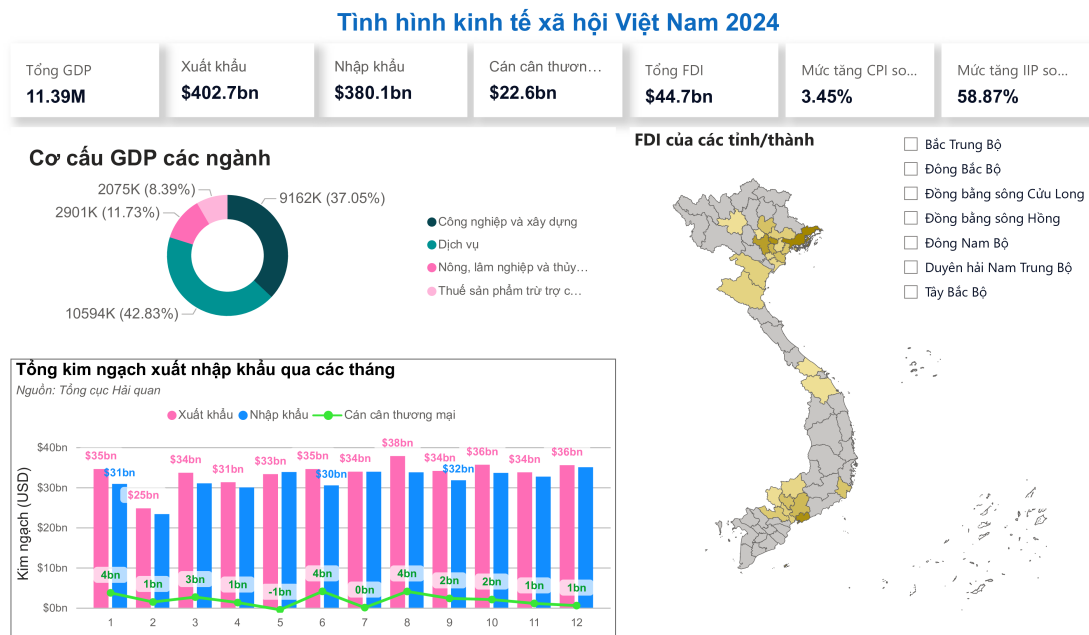 Tình hình kinh tế xã hội Việt Nam 2024
Tổng GDP
11.39M
Xuất khẩu
$402.7bn
Nhập khẩu
$380.1bn
Cán cân thươn...
$22.6bn
Tổng FDI
$44.7bn
Mức tăng CPI so...
3.45%
Mức tăng IIP so...
58.87%
Cơ cấu GDP các ngành
2075K (8.39%)
2901K (11.73%)
9162K (37.05%)
10594K (42.83%)
Công nghiệp và xây dựng
Dịch vụ
Nông, lâm nghiệp và thủy...
Thuế sản phẩm trừ trợ c...
FDI của các tỉnh/thành
Bắc Trung Bộ
Đông Bắc Bộ
Đồng bằng sông Cửu Long
Đồng bằng sông Hồng
Đông Nam Bộ
Duyên hải Nam Trung Bộ
Tây Bắc Bộ
Tổng kim ngạch xuất nhập khẩu qua các tháng
Nguồn: Tổng cục Hải quan
Xuất khẩu Nhập khẩu Cán cân thương mại
Kim ngạch (USD)
$40bn
$30bn
$20bn
$10bn
$0bn
$35bn $31bn $25bn $34bn $31bn $33bn $35bn $30bn $34bn $38bn $34bn $32bn $36bn $34bn $36bn
4bn 1bn 3bn 1bn -1bn 4bn 0bn 4bn 2bn 2bn 1bn 1bn
1 2 3 4 5 6 7 8 9 10 11 12